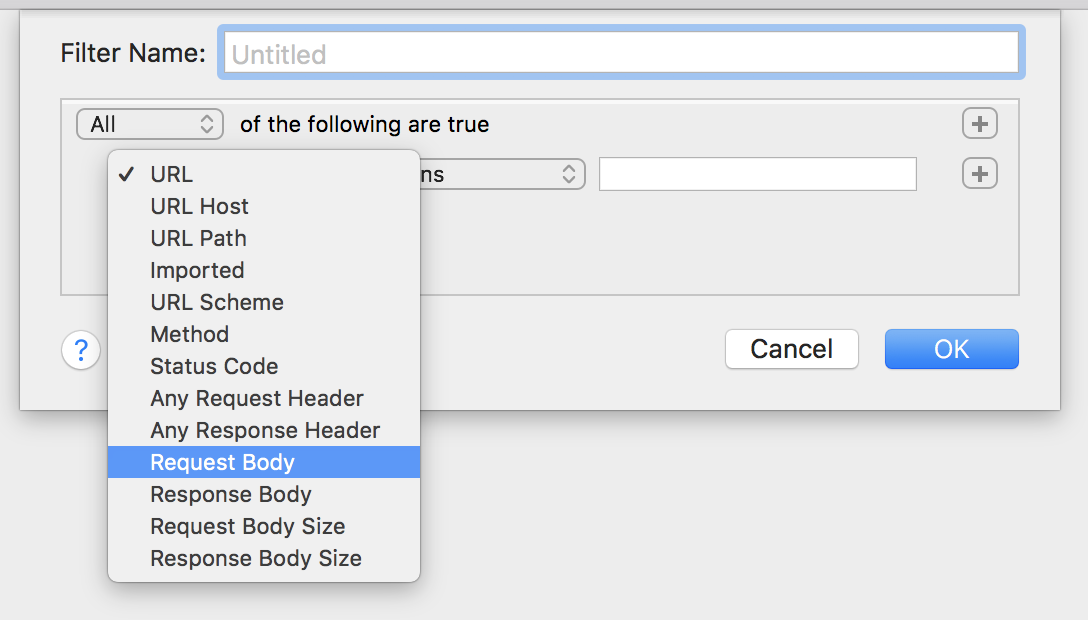 Filter Name: Untitled
All of the following are true
ns
✓ URL
URL Host
URL Path
Imported
URL Scheme
Method
Status Code
Any Request Header
Any Response Header
Request Body
Response Body
Request Body Size
Response Body Size
? Cancel OK